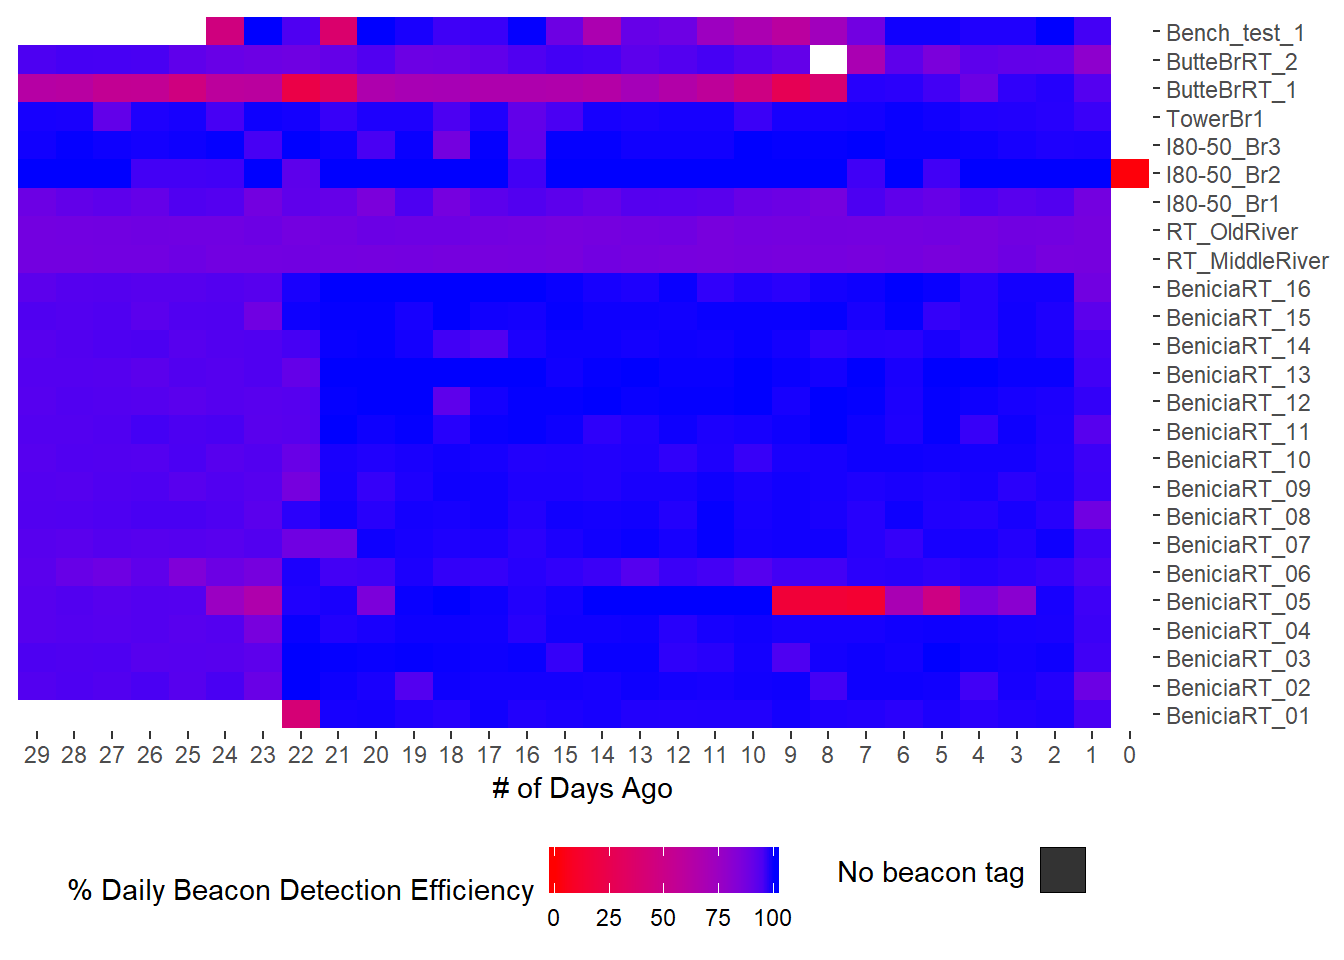 Bench_test_1
ButteBrRT_2
ButteBrRT_1
TowerBr1
I80-50_Br3
I80-50_Br2
I80-50_Br1
RT_OldRiver
RT_MiddleRiver
BeniciaRT_16
BeniciaRT_15
BeniciaRT_14
BeniciaRT_13
BeniciaRT_12
BeniciaRT_11
BeniciaRT_10
BeniciaRT_09
BeniciaRT_08
BeniciaRT_07
BeniciaRT_06
BeniciaRT_05
BeniciaRT_04
BeniciaRT_03
BeniciaRT_02
BeniciaRT_01
29 28 27 26 25 24 23 22 21 20 19 18 17 16 15 14 13 12 11 10 9 8 7 6 5 4 3 2 1 0
# of Days Ago
% Daily Beacon Detection Efficiency
0 25 50 75 100
No beacon tag